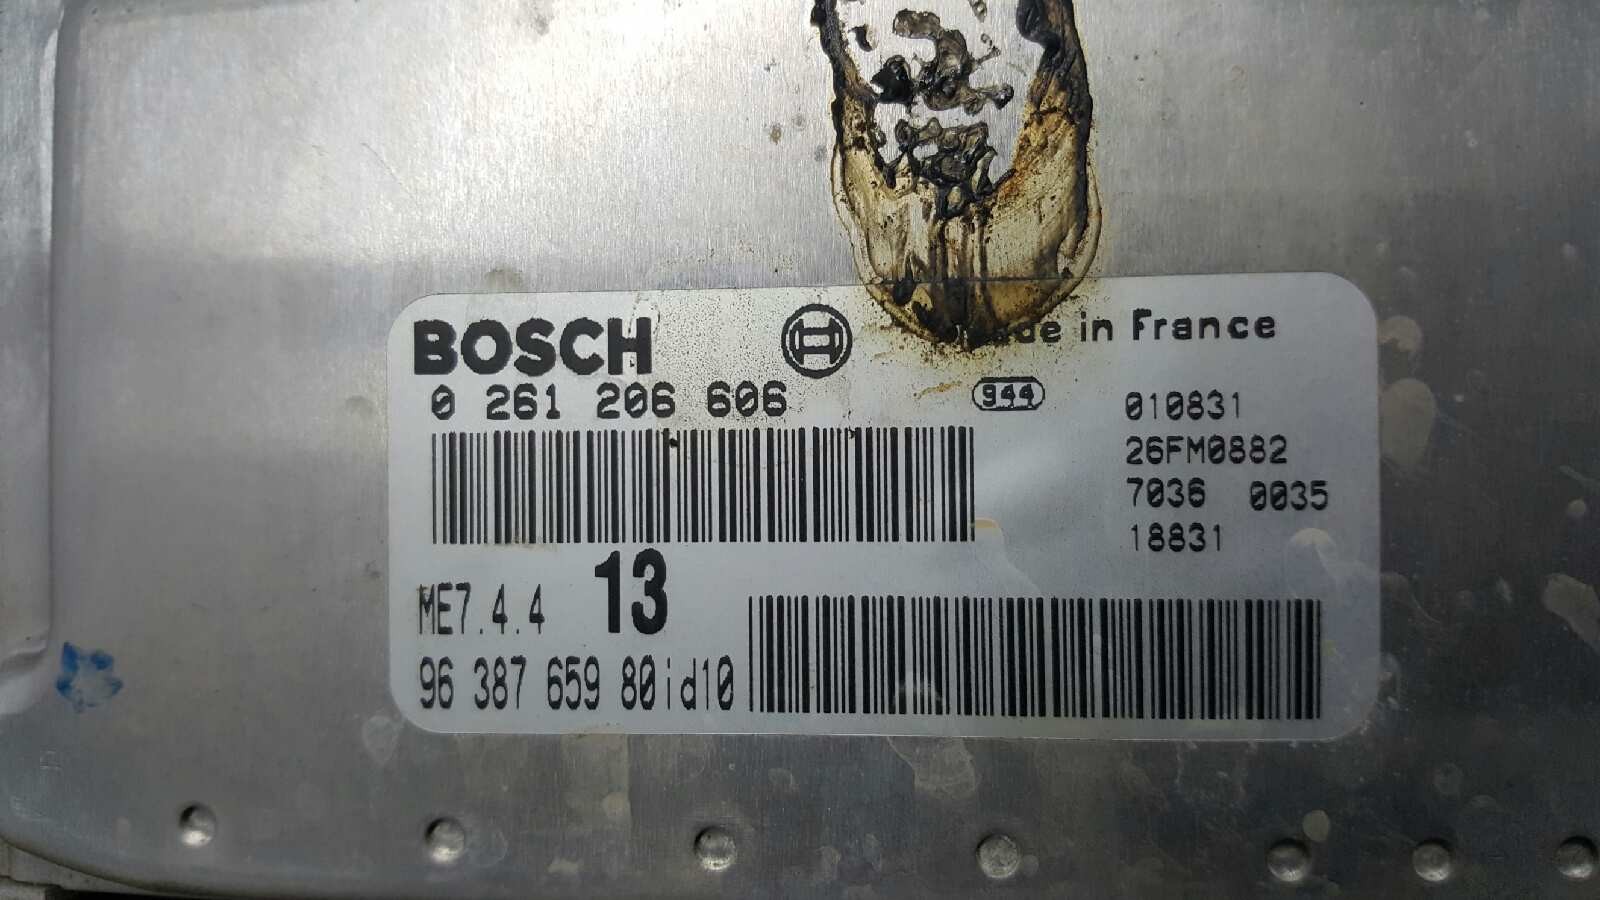 BOSCH
in France
0 261 206 606
944
010831
26FM0882
7036 0035
18831
ME7.4.4 13
96 387 659 80id10